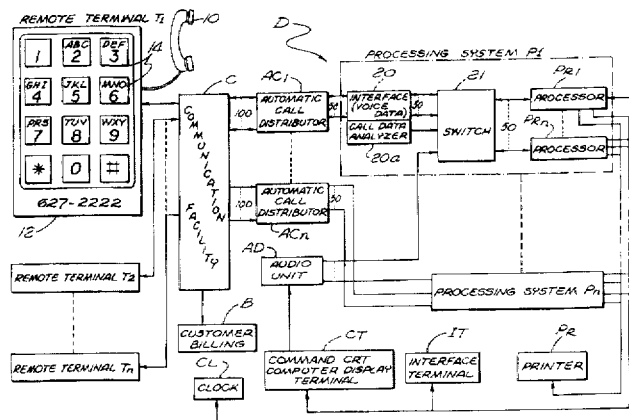 REMOTE TERMINAL T1
10
D
PROCESSING SYSTEM P1
14
1
ABC 2
DEF 3
GHI 4
JKL 5
MNO 6
PRS 7
TUV 8
WXY 9
*
0
#
627-2222
12
C
COMMUNICATION FACILITY
100
AC1
AUTOMATIC CALL DISTRIBUTOR
50
20
INTERFACE (VOICE DATA)
50
CALL DATA ANALYZER
20a
21
SWITCH
50
PR1
PROCESSOR
PRn
PROCESSOR
100
AUTOMATIC CALL DISTRIBUTOR
50
ACn
AD
AUDIO UNIT
PROCESSING SYSTEM Pn
REMOTE TERMINAL T2
REMOTE TERMINAL Tn
B
CUSTOMER BILLING
CL
CLOCK
CT
COMMAND CRT COMPUTER DISPLAY TERMINAL
IT
INTERFACE TERMINAL
PR
PRINTER